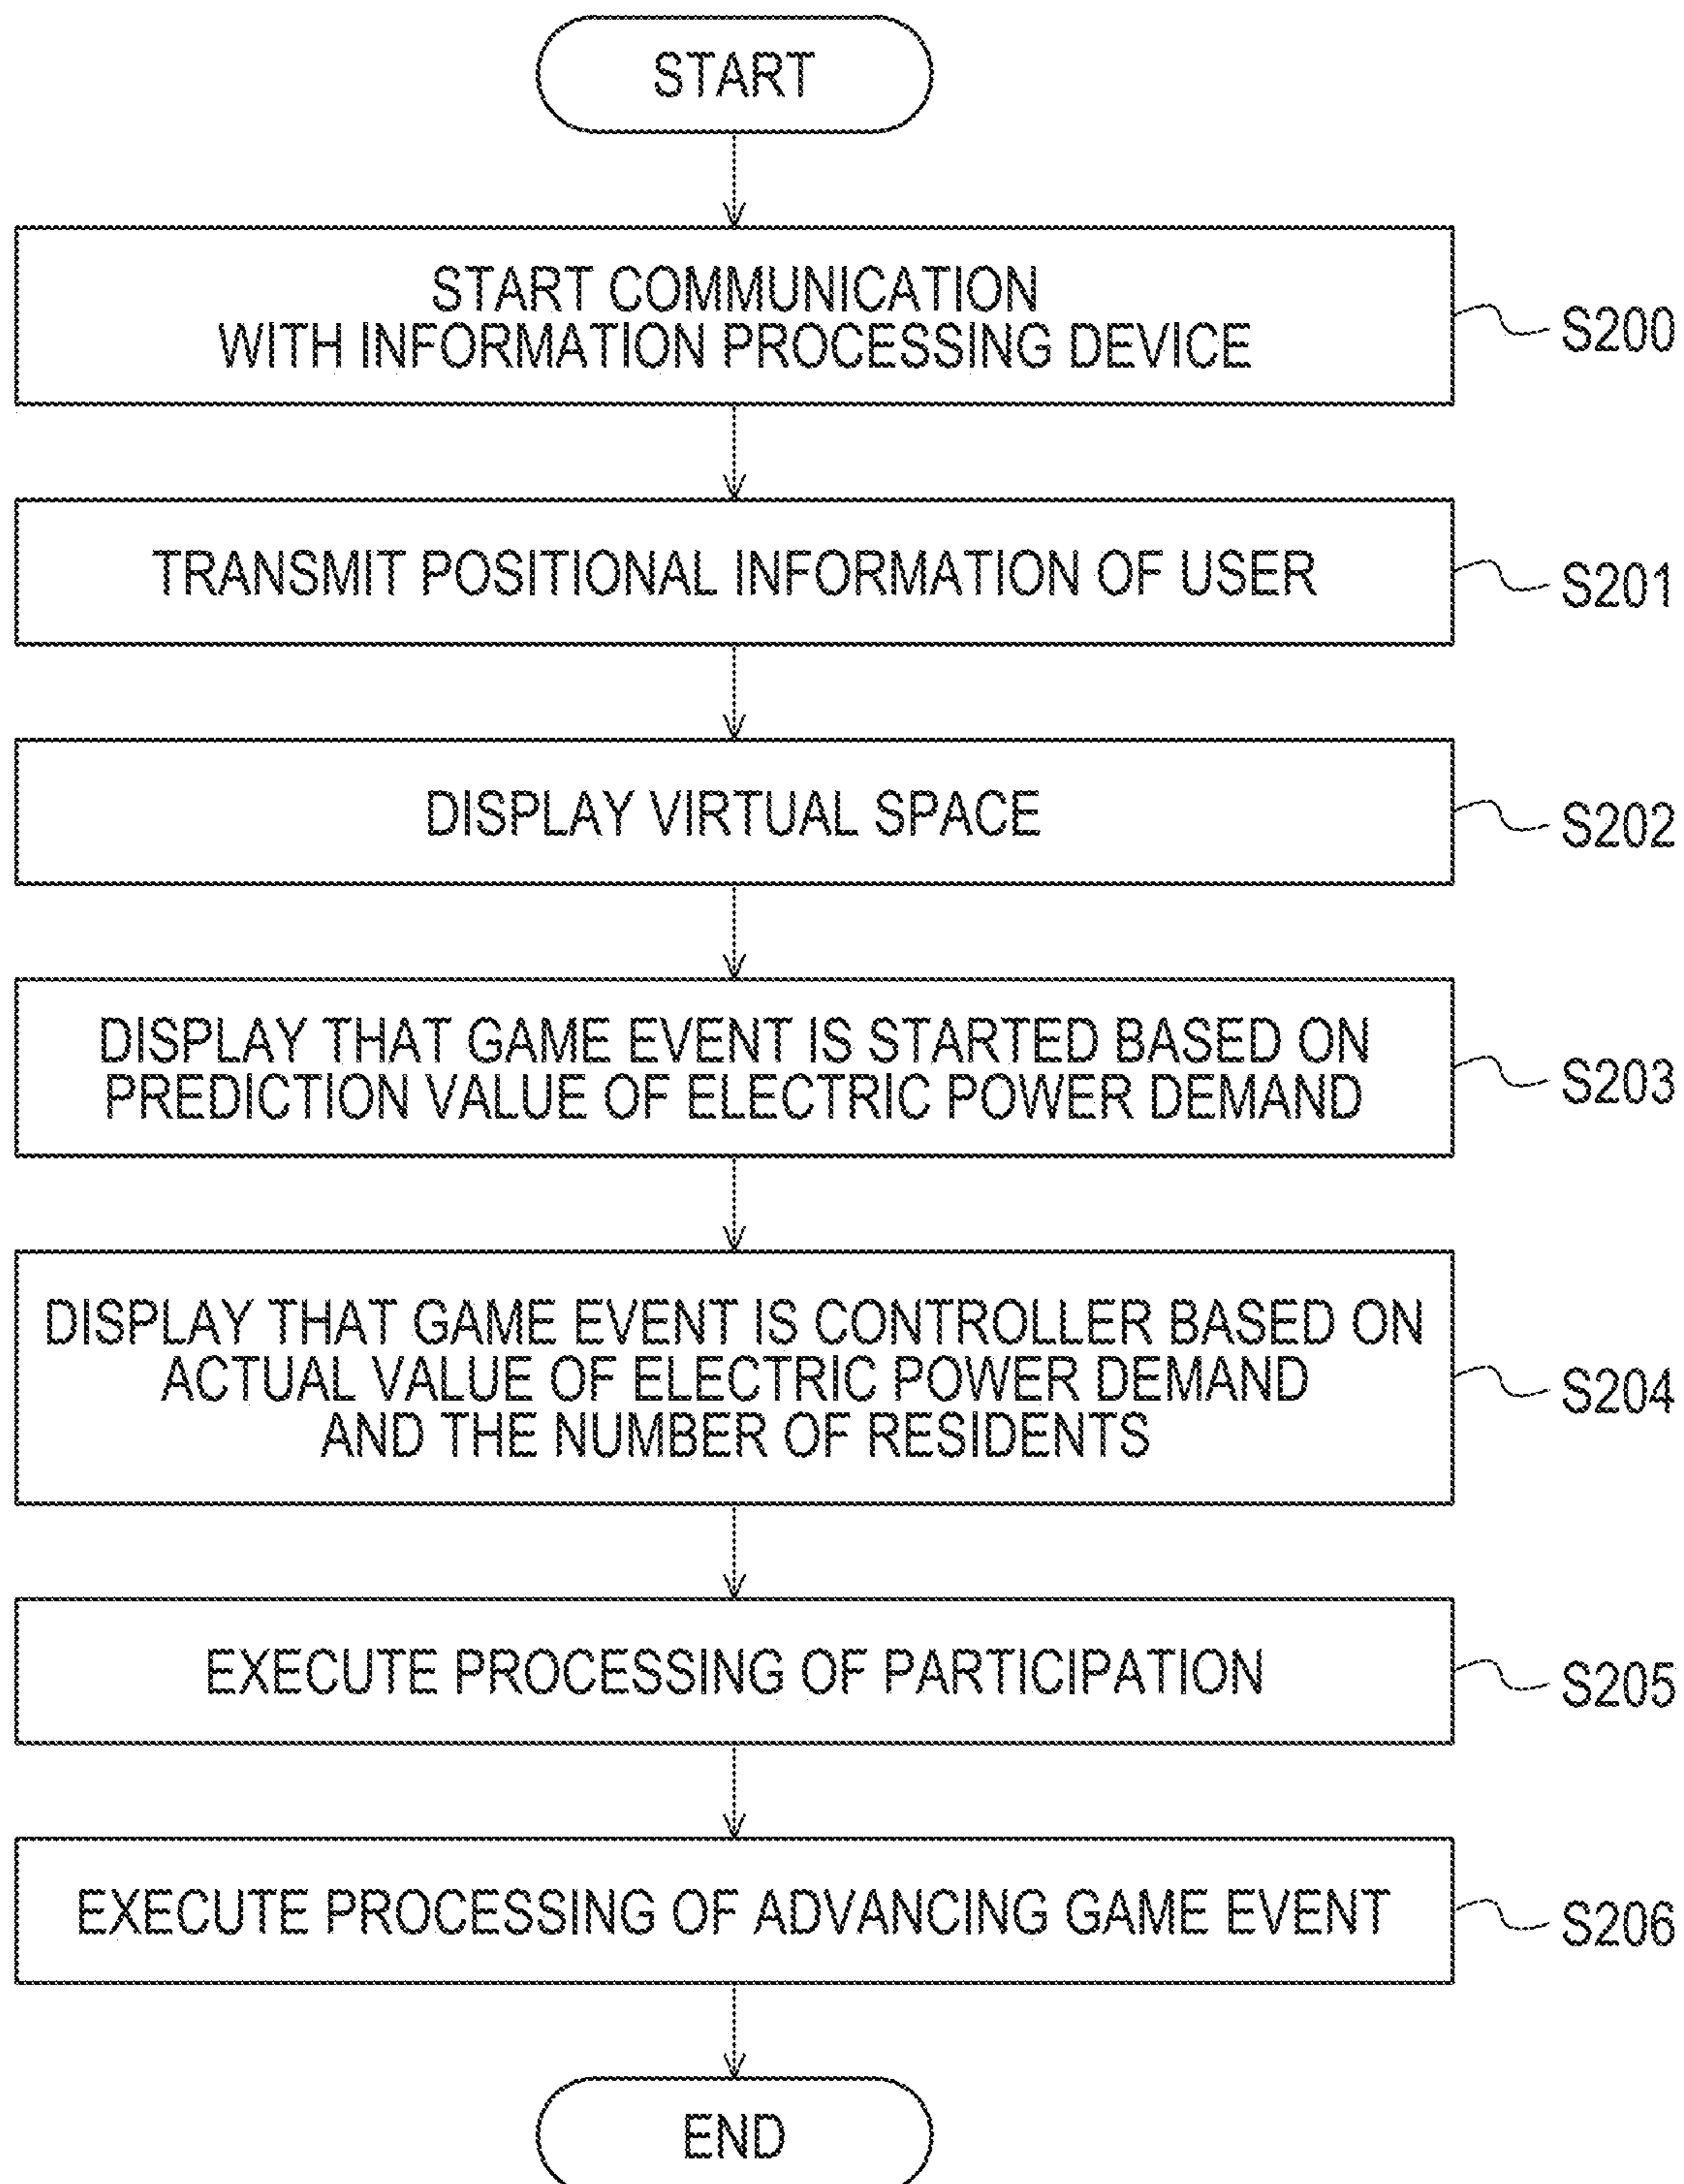 START
START COMMUNICATION
WITH INFORMATION PROCESSING DEVICE
S200
TRANSMIT POSITIONAL INFORMATION OF USER
S201
DISPLAY VIRTUAL SPACE
S202
DISPLAY THAT GAME EVENT IS STARTED BASED ON
PREDICTION VALUE OF ELECTRIC POWER DEMAND
S203
DISPLAY THAT GAME EVENT IS CONTROLLER BASED ON
ACTUAL VALUE OF ELECTRIC POWER DEMAND
AND THE NUMBER OF RESIDENTS
S204
EXECUTE PROCESSING OF PARTICIPATION
S205
EXECUTE PROCESSING OF ADVANCING GAME EVENT
S206
END